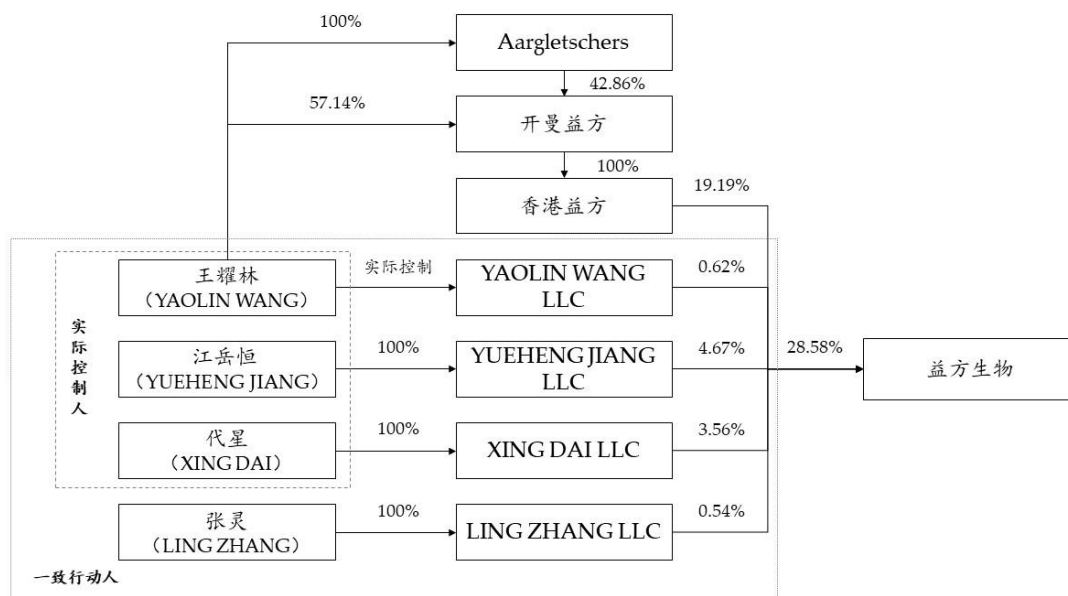 100%
Aargletschers
42.86%
57.14%
开曼益方
100%
19.19%
香港益方
王耀林
（YAOLIN WANG）
实际控制
YAOLIN WANG
LLC
0.62%
实际控制人
江岳恒
（YUEHENG JIANG）
100%
YUEHENG JIANG
LLC
4.67%
28.58%
益方生物
代星
（XING DAI）
100%
XING DAI LLC
3.56%
张灵
（LING ZHANG）
100%
LING ZHANG LLC
0.54%
一致行动人